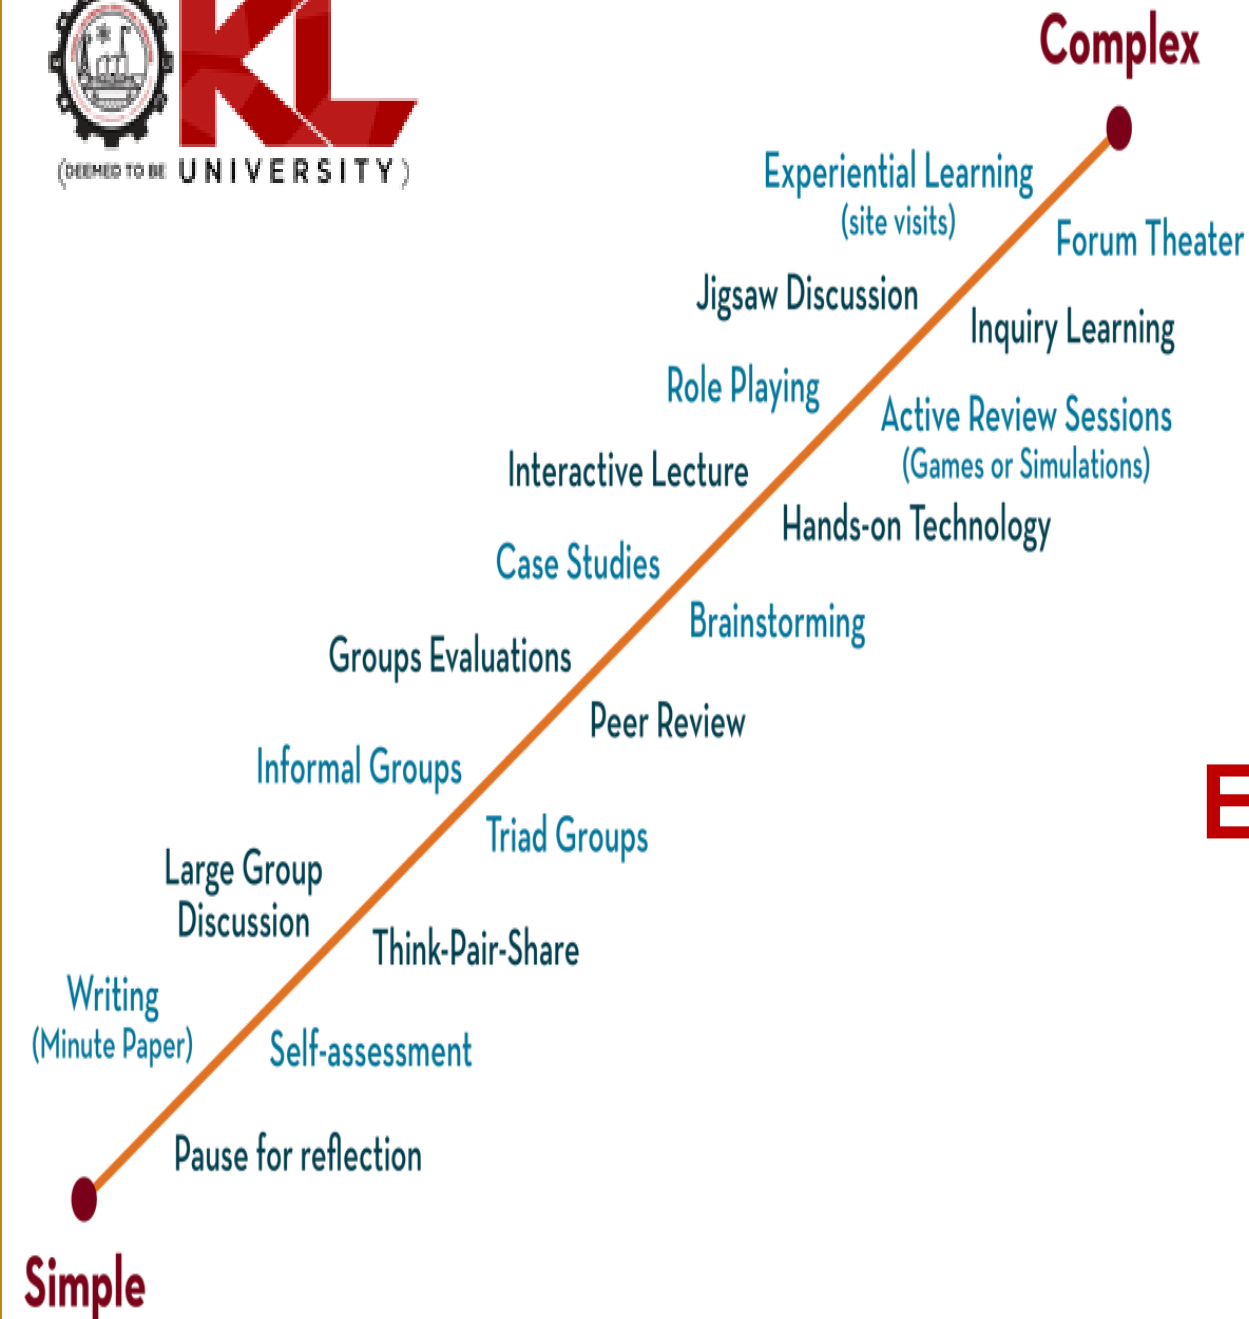 KL
(DEEMED TO BE UNIVERSITY)
Complex
Experiential Learning
(site visits)
Forum Theater
Jigsaw Discussion
Inquiry Learning
Role Playing
Active Review Sessions
(Games or Simulations)
Interactive Lecture
Hands-on Technology
Case Studies
Brainstorming
Groups Evaluations
Peer Review
Informal Groups
E
Triad Groups
Large Group
Discussion
Think-Pair-Share
Writing
(Minute Paper)
Self-assessment
Pause for reflection
Simple